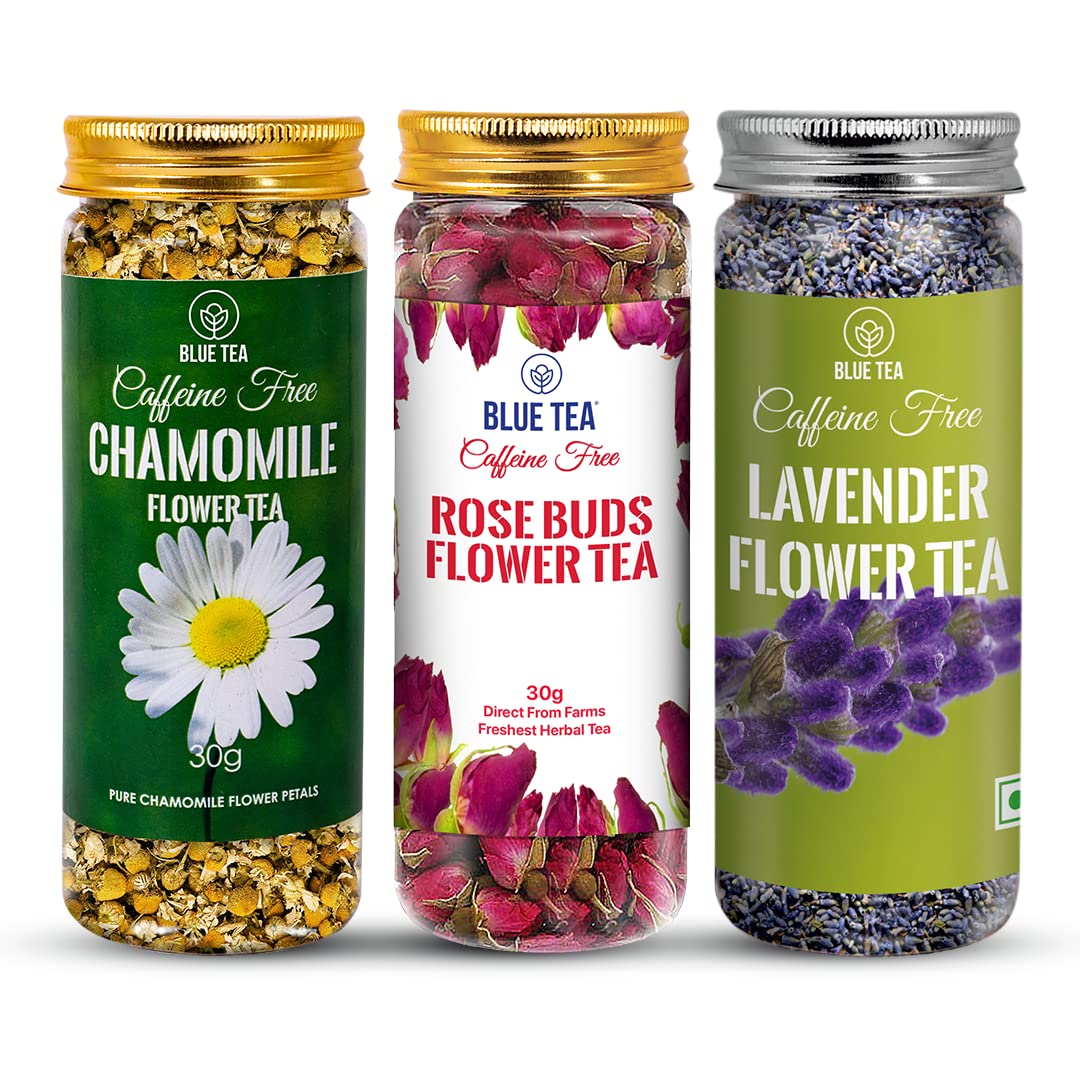 BLUE TEA
Caffeine Free
CHAMOMILE
FLOWER TEA
30g
PURE CHAMOMILE FLOWER PETALS
BLUE TEA®
Caffeine Free
ROSE BUDS
FLOWER TEA
30g
Direct From Farms
Freshest Herbal Tea
BLUE TEA
Caffeine Free
LAVENDER
FLOWER TEA